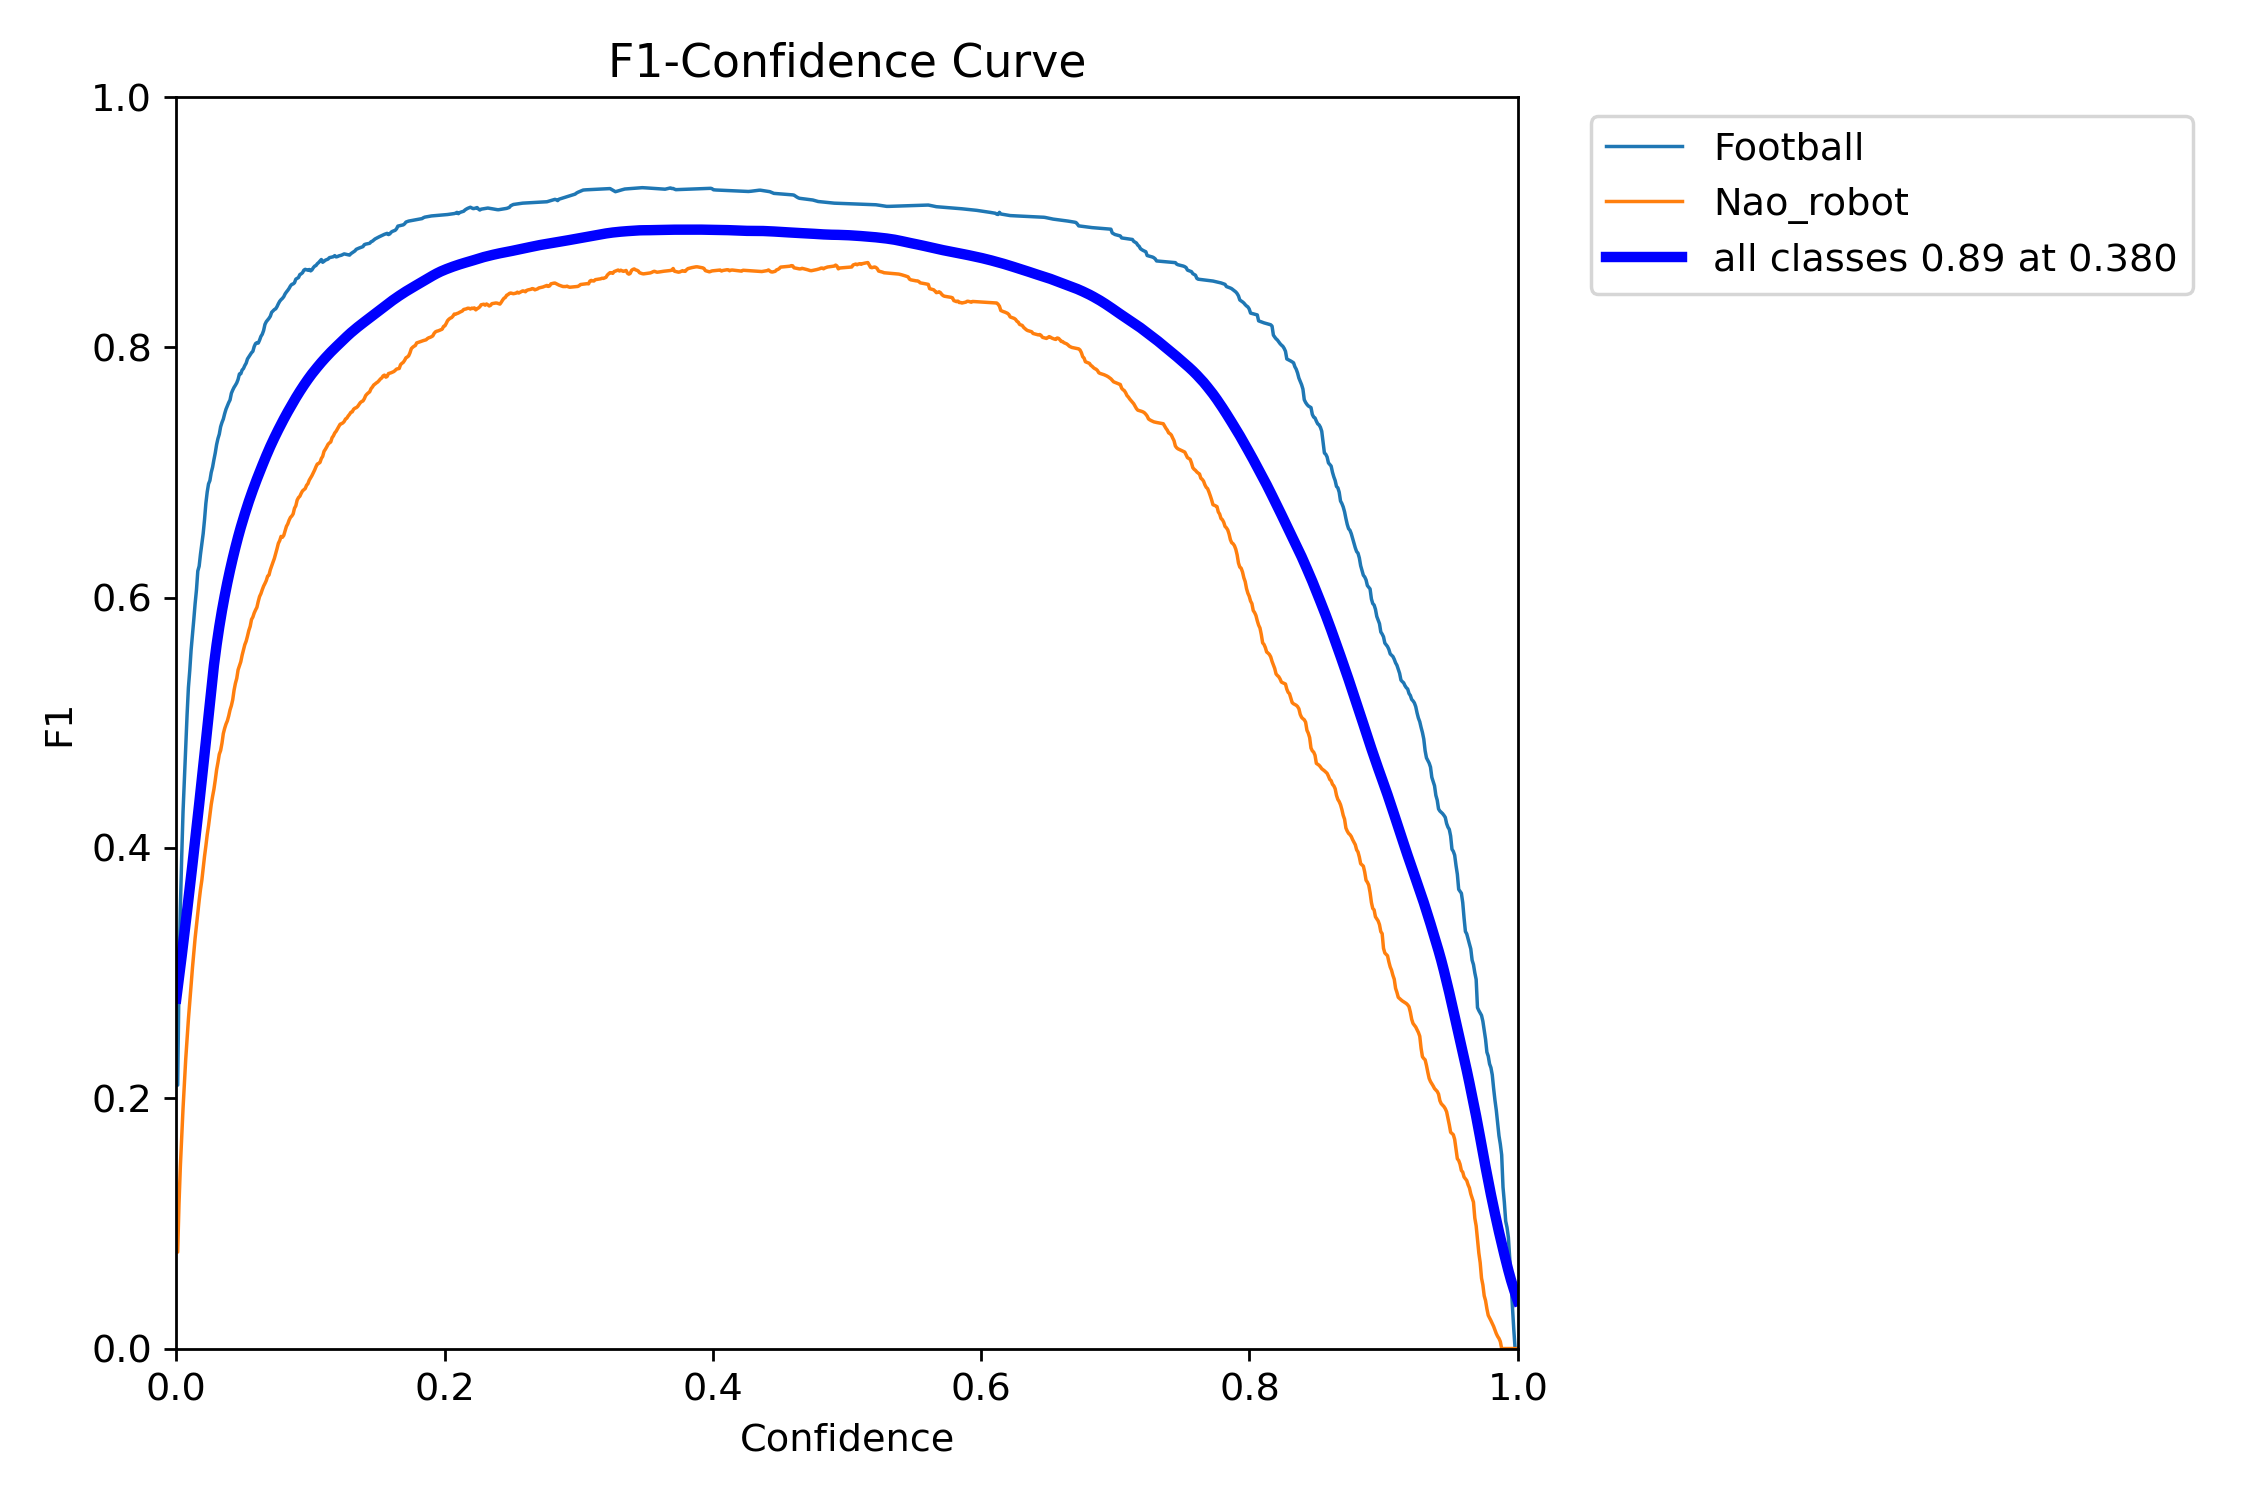 F1-Confidence Curve
1.0
0.8
0.6
0.4
0.2
0.0
F1
0.0 0.2 0.4 0.6 0.8 1.0
Confidence
Football
Nao_robot
all classes 0.89 at 0.380